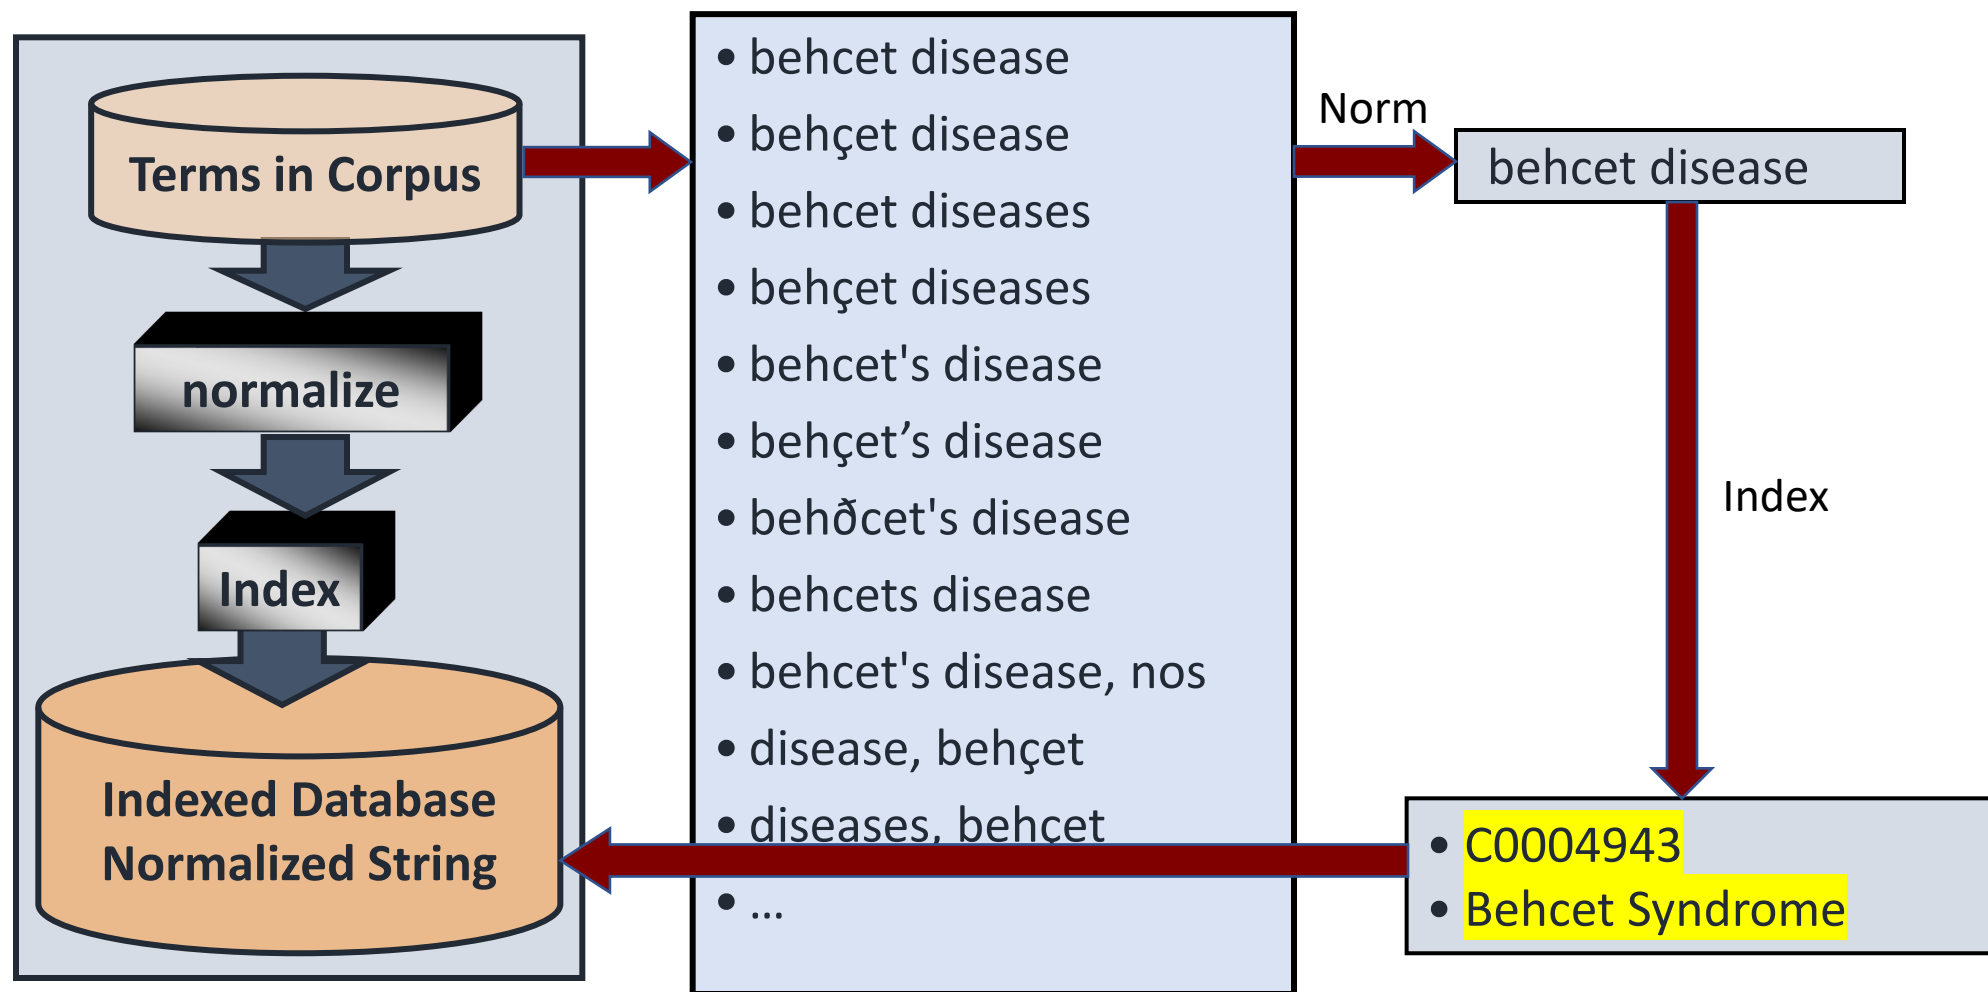 Terms in Corpus
normalize
Index
Indexed Database
Normalized String
• behcet disease
• behçet disease
• behcet diseases
• behçet diseases
• behcet's disease
• behçet’s disease
• behðcet's disease
• behcets disease
• behcet's disease, nos
• disease, behçet
• diseases, behçet
• ...
Norm
behcet disease
Index
• C0004943
• Behcet Syndrome